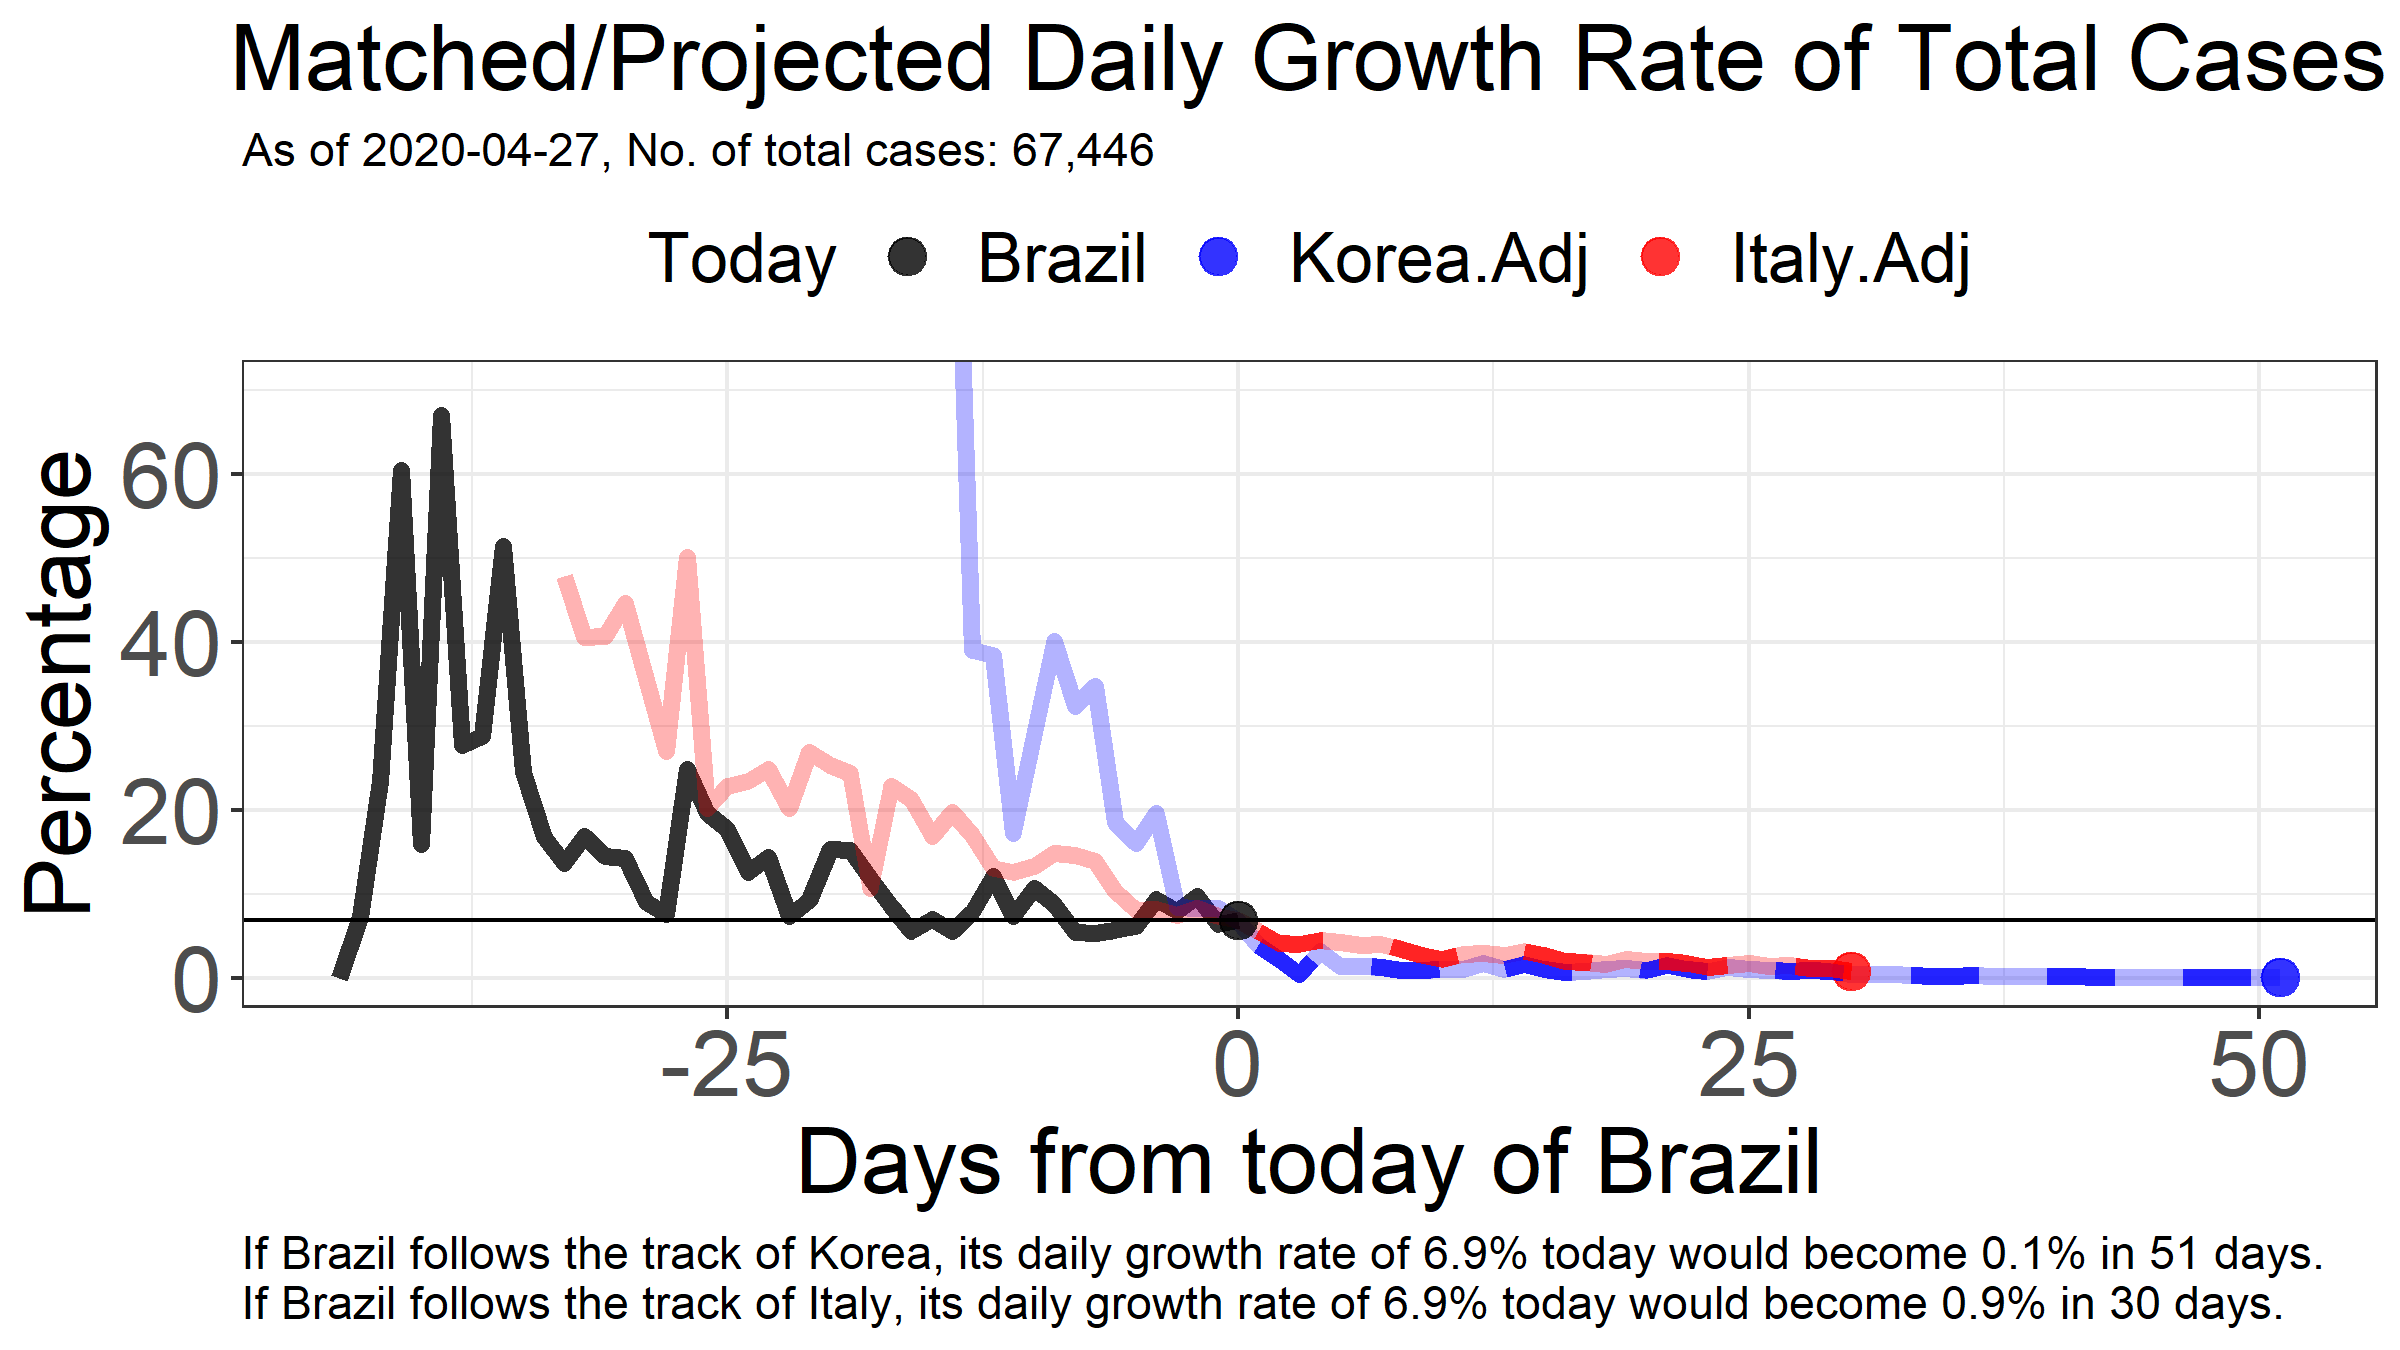 Matched/Projected Daily Growth Rate of Total Cases
As of 2020-04-27, No. of total cases: 67,446
Today Brazil Korea.Adj Italy.Adj
Percentage
60
40
20
0
-25 0 25 50
Days from today of Brazil
If Brazil follows the track of Korea, its daily growth rate of 6.9% today would become 0.1% in 51 days.
If Brazil follows the track of Italy, its daily growth rate of 6.9% today would become 0.9% in 30 days.